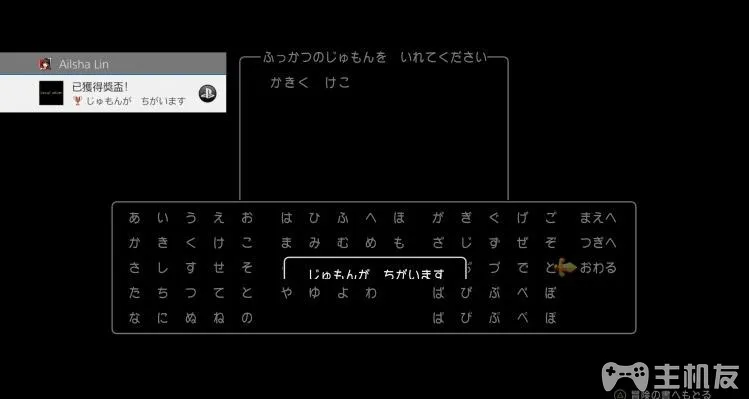 Ailsha Lin
已獲得獎盃!
じゅもんが　ちがいます
ふっかつのじゅもんを　いれてください
かきく　けこ
あ い う え お は ひ ふ へ ほ が ぎ ぐ げ ご まえへ
か き く け こ ま み む め も ざ じ ず ぜ ぞ つぎへ
さ し す せ そ づ で ど おわる
じゅもんが　ちがいます
た ち つ て と や ゆ よ わ ば び ぶ べ ぼ
な に ぬ ね の ぱ ぴ ぷ ぺ ぽ
主机友
冒険の書へもどる